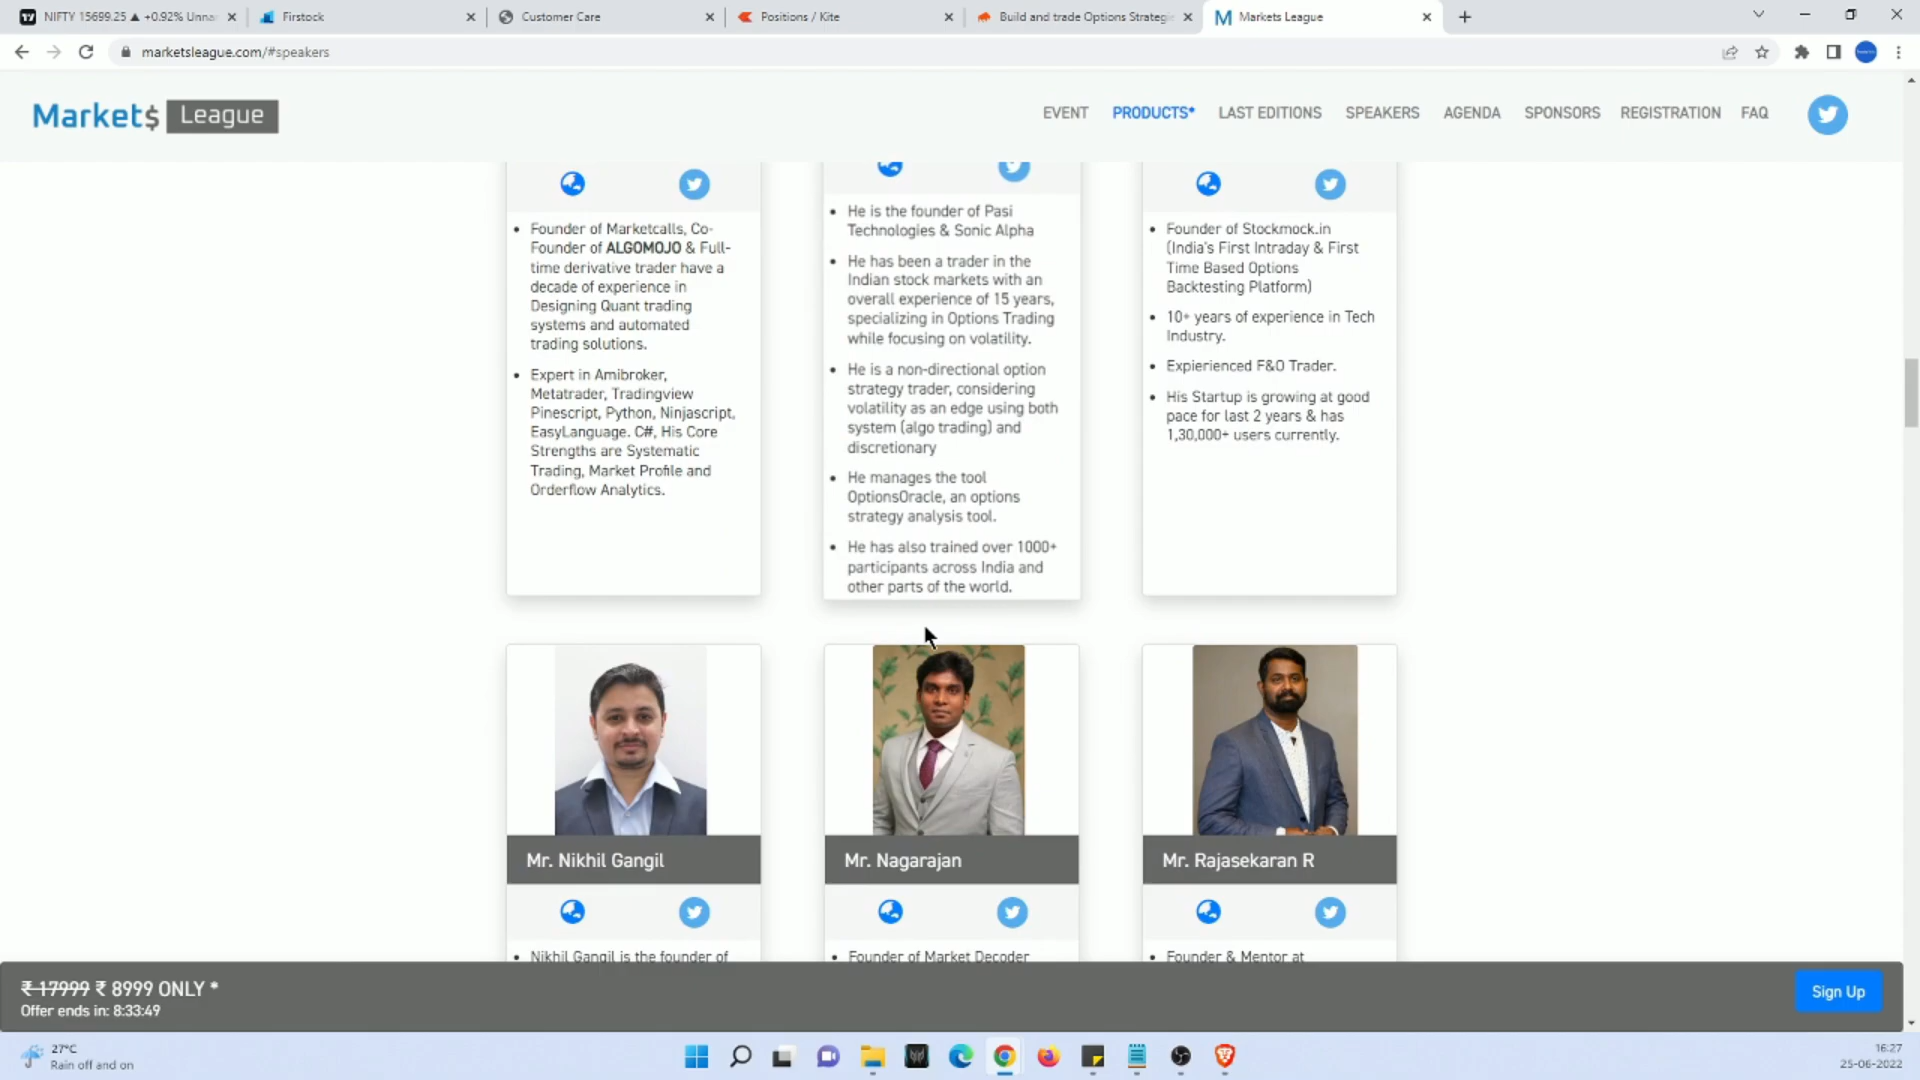 NIFTY 15699.25 ▲ +0.92% Unna
Firstock
Customer Care
Positions / Kite
Build and trade Options Strategi
Markets League
marketsleague.com/#speakers
Market$ League
EVENT
PRODUCTS*
LAST EDITIONS
SPEAKERS
AGENDA
SPONSORS
REGISTRATION
FAQ
• Founder of Marketcalls, Co-
Founder of ALGOMOJO & Full-
time derivative trader have a
decade of experience in
Designing Quant trading
systems and automated
trading solutions.
• Expert in Amibroker,
Metatrader, Tradingview
Pinescript, Python, Ninjascript,
EasyLanguage. C#, His Core
Strengths are Systematic
Trading, Market Profile and
Orderflow Analytics.
• He is the founder of Pasi
Technologies & Sonic Alpha
• He has been a trader in the
Indian stock markets with an
overall experience of 15 years,
specializing in Options Trading
while focusing on volatility.
• He is a non-directional option
strategy trader, considering
volatility as an edge using both
system (algo trading) and
discretionary
• He manages the tool
OptionsOracle, an options
strategy analysis tool.
• He has also trained over 1000+
participants across India and
other parts of the world.
• Founder of Stockmock.in
(India's First Intraday & First
Time Based Options
Backtesting Platform)
• 10+ years of experience in Tech
Industry.
• Expierienced F&O Trader.
• His Startup is growing at good
pace for last 2 years & has
1,30,000+ users currently.
Mr. Nikhil Gangil
• Nikhil Gangil is the founder of
Mr. Nagarajan
• Founder of Market Decoder
Mr. Rajasekaran R
• Founder & Mentor at
₹ 17999 ₹ 8999 ONLY *
Offer ends in: 8:33:49
Sign Up
27°C
Rain off and on
16:27
25-06-2022